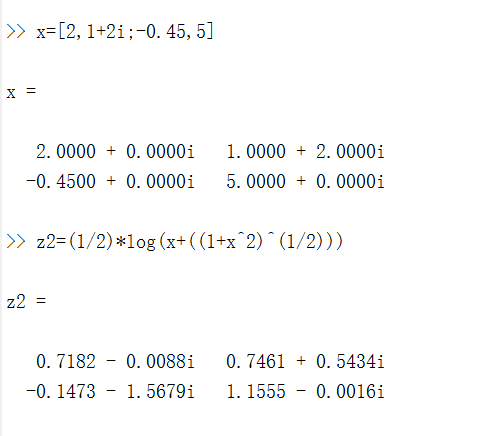 >> x=[2,1+2i;-0.45,5]
x =
2.0000 + 0.0000i   1.0000 + 2.0000i
-0.4500 + 0.0000i   5.0000 + 0.0000i
>> z2=(1/2)*log(x+((1+x^2)^(1/2)))
z2 =
0.7182 - 0.0088i   0.7461 + 0.5434i
-0.1473 - 1.5679i   1.1555 - 0.0016i